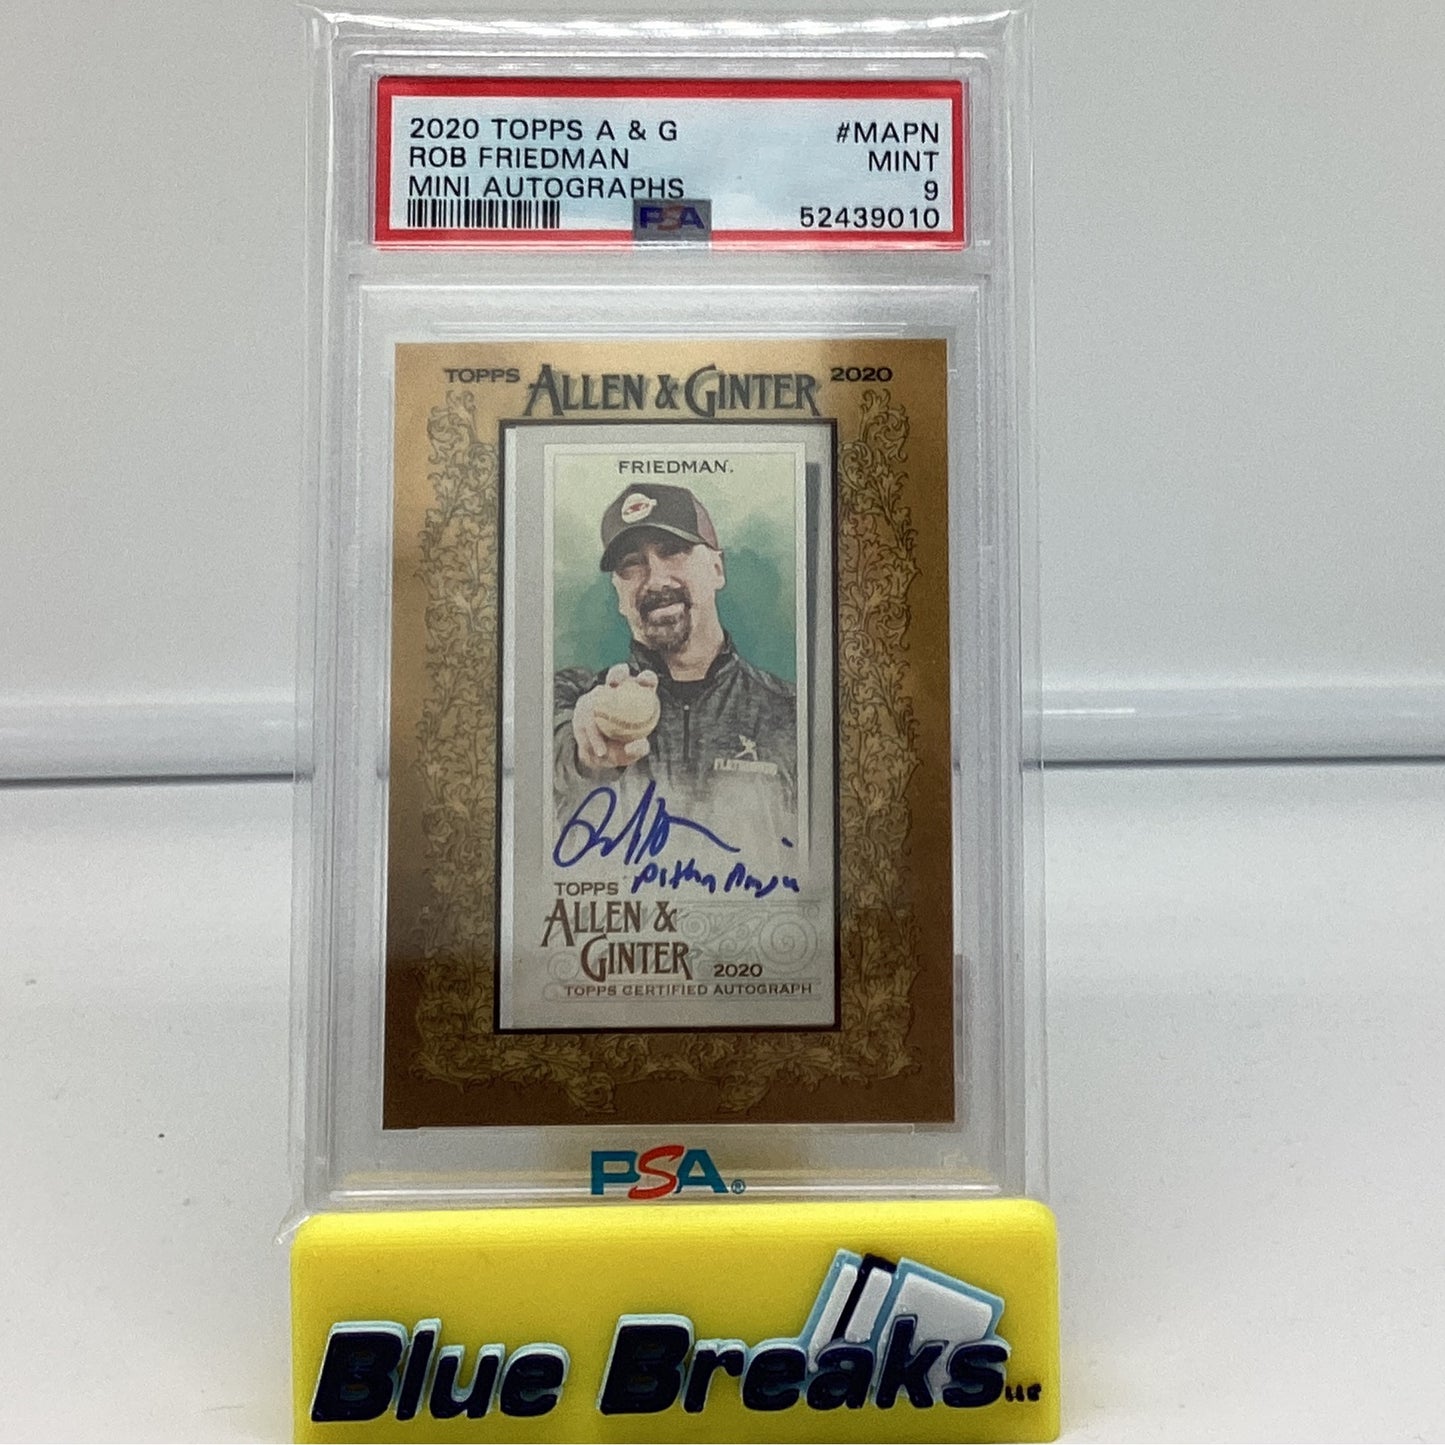 2020 TOPPS A & G #MAPN
ROB FRIEDMAN MINT
MINI AUTOGRAPHS 9
PSA 52439010
TOPPS ALLEN & GINTER 2020
FRIEDMAN.
TOPPS
ALLEN &
GINTER 2020
TOPPS CERTIFIED AUTOGRAPH
PSA®
Blue Breaks LLC